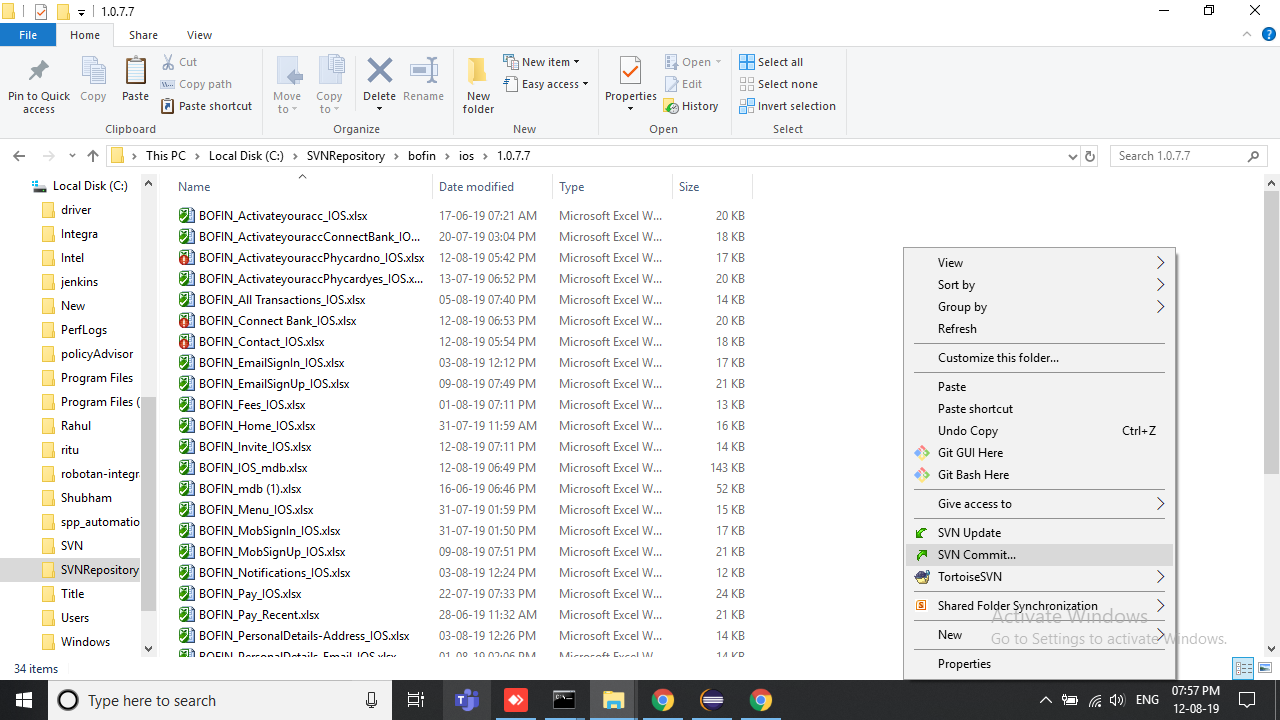 1.0.7.7
File Home Share View
Pin to Quick access
Copy
Paste
Cut
Copy path
Paste shortcut
Clipboard
Move to
Copy to
Delete
Rename
Organize
New folder
New item
Easy access
New
Properties
Open
Edit
History
Open
Select all
Select none
Invert selection
Select
This PC > Local Disk (C:) > SVNRepository > bofin > ios > 1.0.7.7
Search 1.0.7.7
Local Disk (C:)
driver
Integra
Intel
jenkins
New
PerfLogs
policyAdvisor
Program Files
Program Files (
Rahul
ritu
robotan-integr
Shubham
spp_automatio
SVN
SVNRepository
Title
Users
Windows
Name Date modified Type Size
BOFIN_Activateyouracc_IOS.xlsx 17-06-19 07:21 AM Microsoft Excel W... 20 KB
BOFIN_ActivateyouraccConnectBank_IO... 20-07-19 03:04 PM Microsoft Excel W... 18 KB
BOFIN_ActivateyouraccPhycardno_IOS.xlsx 12-08-19 05:42 PM Microsoft Excel W... 17 KB
BOFIN_ActivateyouraccPhycardyes_IOS.x... 13-07-19 06:52 PM Microsoft Excel W... 20 KB
BOFIN_All Transactions_IOS.xlsx 05-08-19 07:40 PM Microsoft Excel W... 14 KB
BOFIN_Connect Bank_IOS.xlsx 12-08-19 06:53 PM Microsoft Excel W... 20 KB
BOFIN_Contact_IOS.xlsx 12-08-19 05:54 PM Microsoft Excel W... 18 KB
BOFIN_EmailSignIn_IOS.xlsx 03-08-19 12:12 PM Microsoft Excel W... 17 KB
BOFIN_EmailSignUp_IOS.xlsx 09-08-19 07:49 PM Microsoft Excel W... 21 KB
BOFIN_Fees_IOS.xlsx 01-08-19 07:11 PM Microsoft Excel W... 13 KB
BOFIN_Home_IOS.xlsx 31-07-19 11:59 AM Microsoft Excel W... 16 KB
BOFIN_Invite_IOS.xlsx 12-08-19 07:11 PM Microsoft Excel W... 14 KB
BOFIN_IOS_mdb.xlsx 12-08-19 06:49 PM Microsoft Excel W... 143 KB
BOFIN_mdb (1).xlsx 16-06-19 06:46 PM Microsoft Excel W... 52 KB
BOFIN_Menu_IOS.xlsx 31-07-19 01:59 PM Microsoft Excel W... 15 KB
BOFIN_MobSignIn_IOS.xlsx 31-07-19 01:50 PM Microsoft Excel W... 17 KB
BOFIN_MobSignUp_IOS.xlsx 09-08-19 07:51 PM Microsoft Excel W... 21 KB
BOFIN_Notifications_IOS.xlsx 03-08-19 12:24 PM Microsoft Excel W... 12 KB
BOFIN_Pay_IOS.xlsx 22-07-19 07:33 PM Microsoft Excel W... 24 KB
BOFIN_Pay_Recent.xlsx 28-06-19 11:32 AM Microsoft Excel W... 21 KB
BOFIN_PersonalDetails-Address_IOS.xlsx 03-08-19 12:26 PM Microsoft Excel W... 14 KB
BOFIN_PersonalDetails_Email_IOS.xlsx 01-08-19 02:06 PM Microsoft Excel W... 14 KB
View
Sort by
Group by
Refresh
Customize this folder...
Paste
Paste shortcut
Undo Copy Ctrl+Z
Git GUI Here
Git Bash Here
Give access to
SVN Update
SVN Commit...
TortoiseSVN
Shared Folder Synchronization
New
Properties
Activate Windows
Go to Settings to activate Windows.
34 items
Type here to search
ENG
07:57 PM
12-08-19